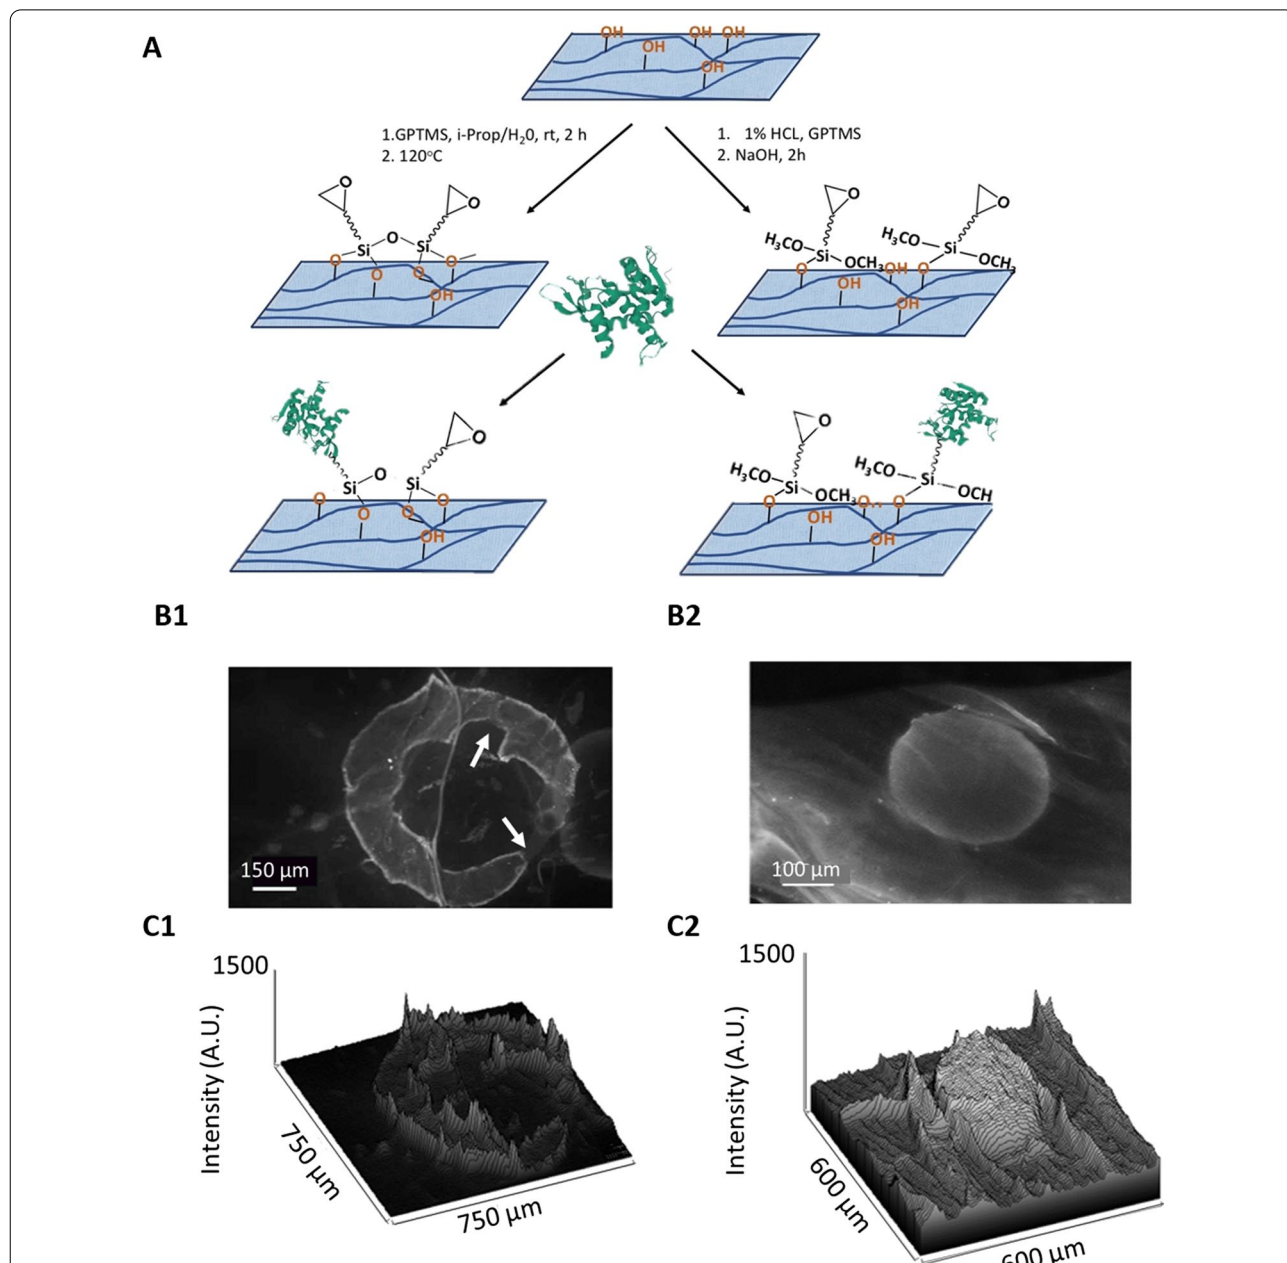 A
OH OH OH
OH
OH
1.GPTMS, i-Prop/H₂0, rt, 2 h
2. 120°C
1. 1% HCL, GPTMS
2. NaOH, 2h
O O
O
Si Si
O O
O O
OH
O O
H₃CO Si OCH₃
H₃CO Si OCH₃
O OH O
OH
OH
O
O
Si Si
O O
O O
OH
O
H₃CO Si OCH₃
H₃CO Si OCH
O O O
OH
OH
B1
B2
150 µm
100 µm
C1
C2
1500
Intensity (A.U.)
750 µm
750 µm
1500
Intensity (A.U.)
600 µm
600 µm